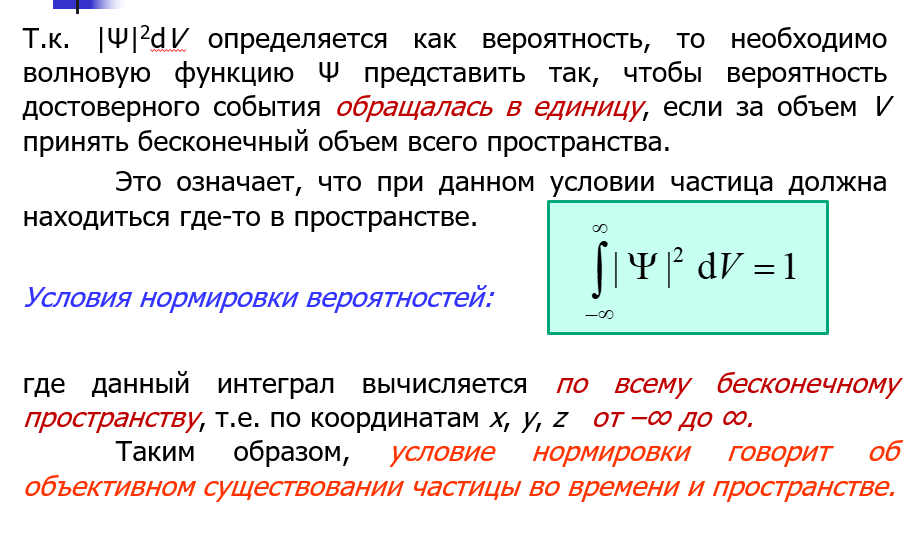 Т.к. |Ψ|²dV определяется как вероятность, то необходимо
волновую функцию Ψ представить так, чтобы вероятность
достоверного события обращалась в единицу, если за объем V
принять бесконечный объем всего пространства.
Это означает, что при данном условии частица должна
находиться где-то в пространстве.
Условия нормировки вероятностей:
∫_{−∞}^{∞} | Ψ |² dV = 1
где данный интеграл вычисляется по всему бесконечному
пространству, т.е. по координатам x, y, z от −∞ до ∞.
Таким образом, условие нормировки говорит об
объективном существовании частицы во времени и пространстве.